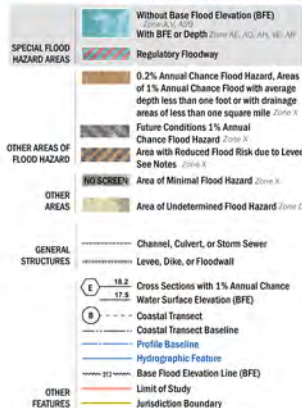 Without Base Flood Elevation (BFE)
Zone A, V, A99
With BFE or Depth Zone AE, AO, AH, VE, AR
SPECIAL FLOOD
HAZARD AREAS
Regulatory Floodway
0.2% Annual Chance Flood Hazard, Areas
of 1% Annual Chance Flood with average
depth less than one foot or with drainage
areas of less than one square mile Zone X
Future Conditions 1% Annual
Chance Flood Hazard Zone X
OTHER AREAS OF
FLOOD HAZARD
Area with Reduced Flood Risk due to Levee
See Notes Zone X
NO SCREEN Area of Minimal Flood Hazard Zone X
OTHER
AREAS
Area of Undetermined Flood Hazard Zone D
GENERAL
STRUCTURES
Channel, Culvert, or Storm Sewer
Levee, Dike, or Floodwall
E 18.2 Cross Sections with 1% Annual Chance
17.5 Water Surface Elevation (BFE)
8 Coastal Transect
Coastal Transect Baseline
Profile Baseline
Hydrographic Feature
513 Base Flood Elevation Line (BFE)
OTHER
FEATURES
Limit of Study
Jurisdiction Boundary